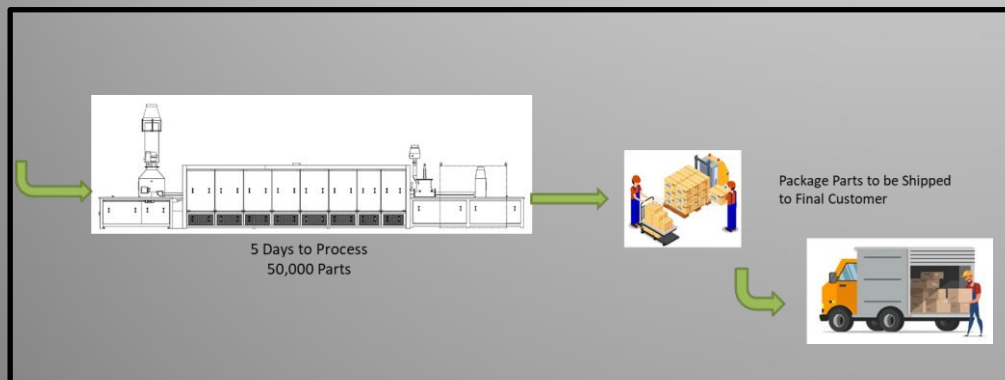 5 Days to Process
50,000 Parts
Package Parts to be Shipped
to Final Customer